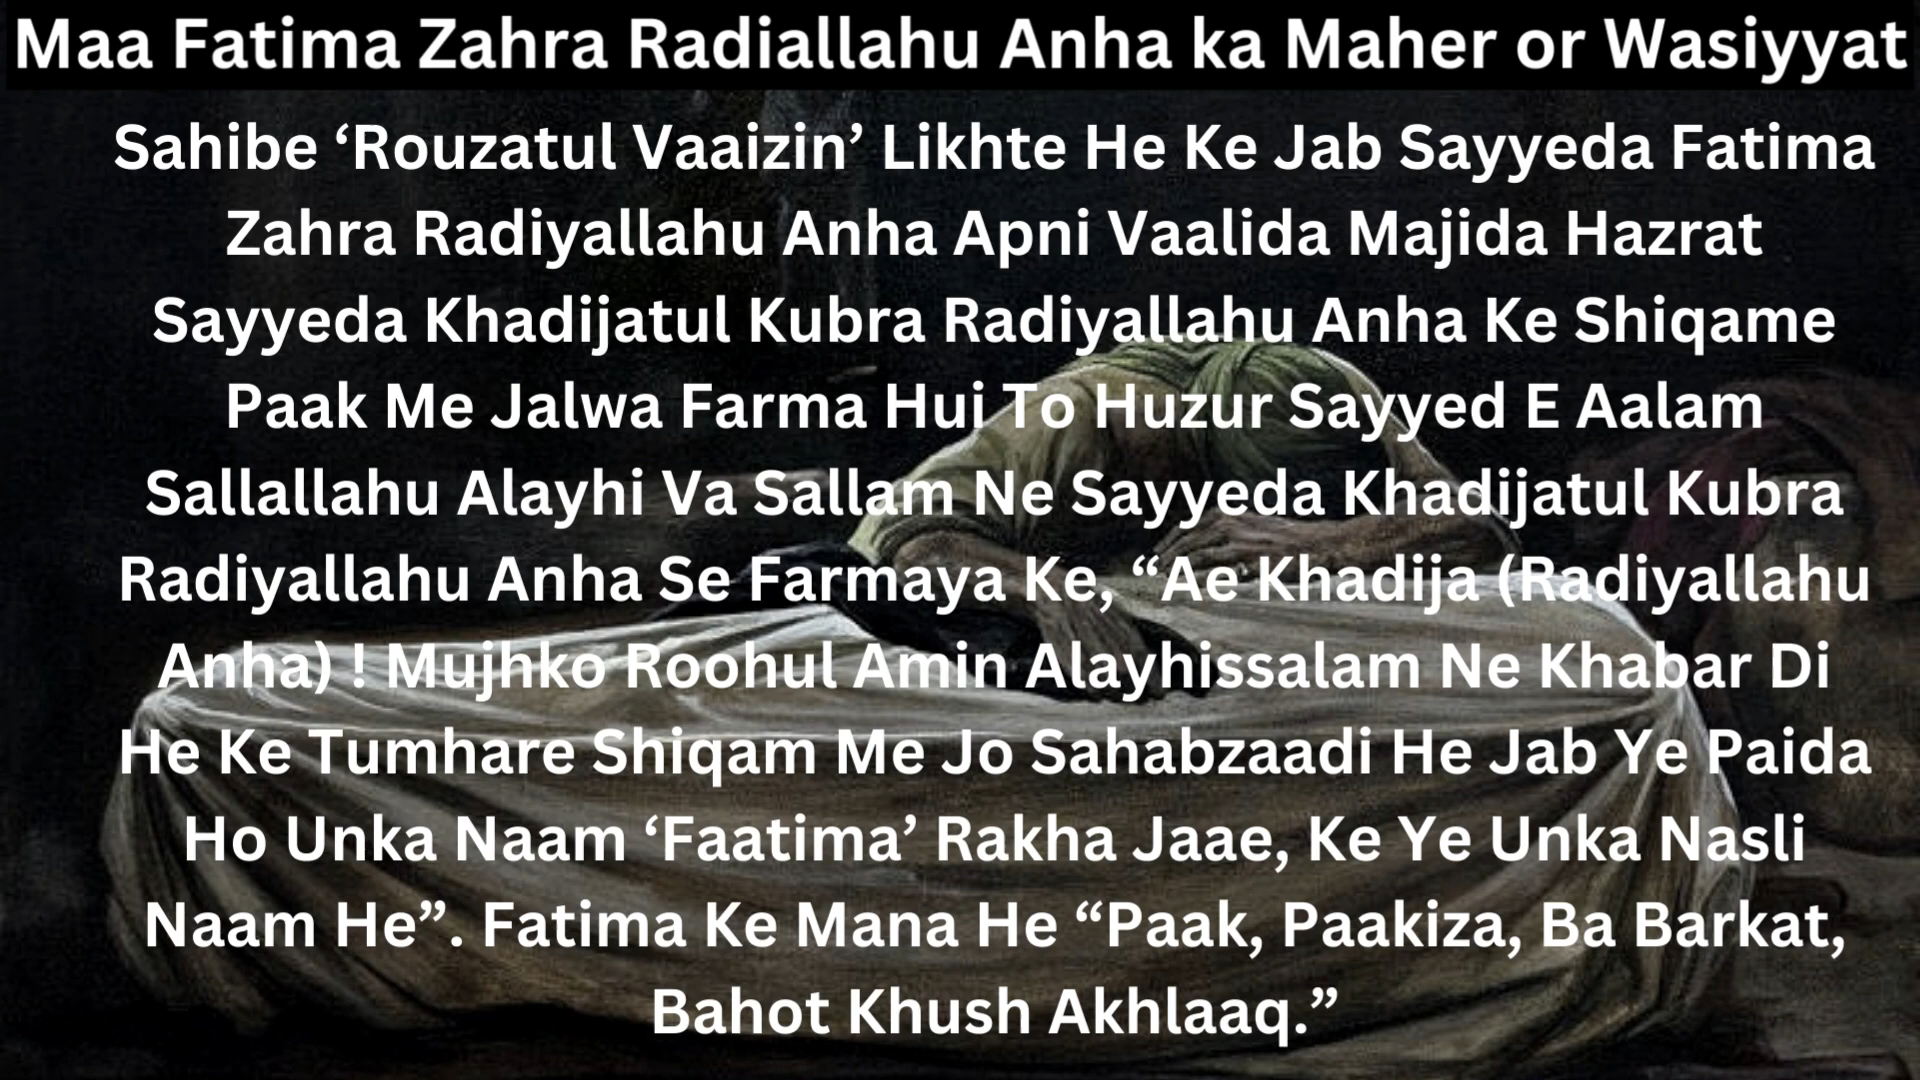 Maa Fatima Zahra Radiallahu Anha ka Maher or Wasiyyat
Sahibe ‘Rouzatul Vaaizin’ Likhte He Ke Jab Sayyeda Fatima
Zahra Radiyallahu Anha Apni Vaalida Majida Hazrat
Sayyeda Khadijatul Kubra Radiyallahu Anha Ke Shiqame
Paak Me Jalwa Farma Hui To Huzur Sayyed E Aalam
Sallallahu Alayhi Va Sallam Ne Sayyeda Khadijatul Kubra
Radiyallahu Anha Se Farmaya Ke, “Ae Khadija (Radiyallahu
Anha) ! Mujhko Roohul Amin Alayhissalam Ne Khabar Di
He Ke Tumhare Shiqam Me Jo Sahabzaadi He Jab Ye Paida
Ho Unka Naam ‘Faatima’ Rakha Jaae, Ke Ye Unka Nasli
Naam He”. Fatima Ke Mana He “Paak, Paakiza, Ba Barkat,
Bahot Khush Akhlaaq.”